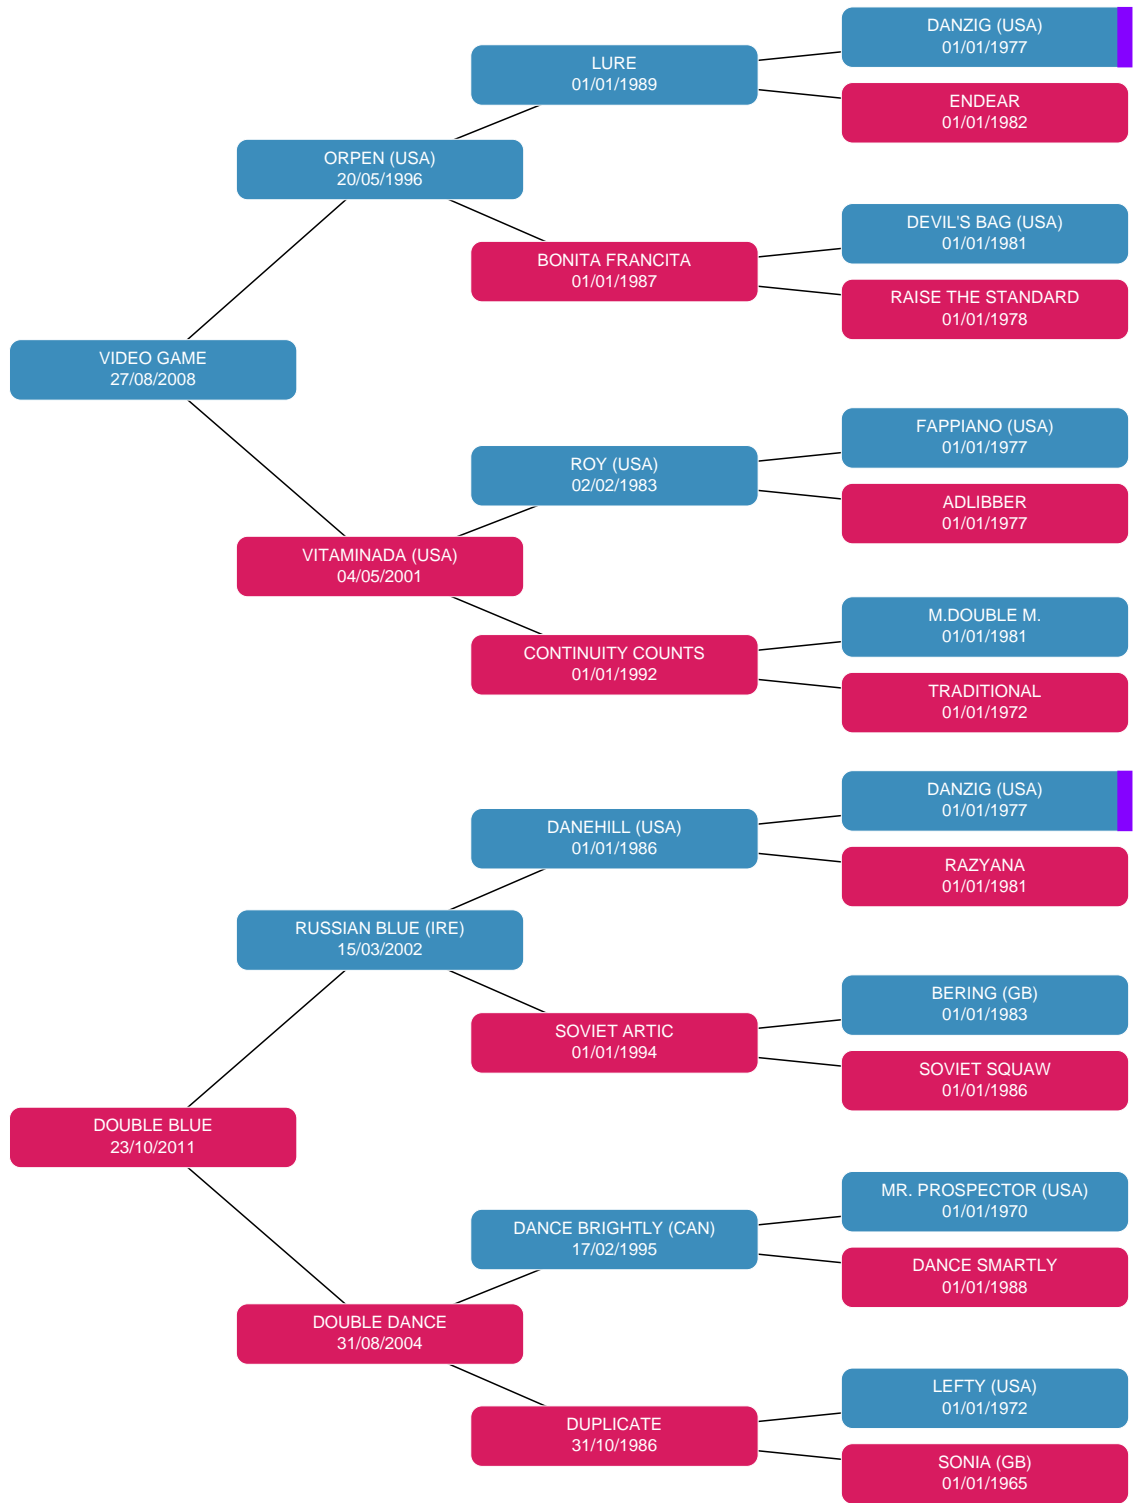 DANZIG (USA)
01/01/1977
LURE
01/01/1989
ENDEAR
01/01/1982
ORPEN (USA)
20/05/1996
DEVIL'S BAG (USA)
01/01/1981
BONITA FRANCITA
01/01/1987
RAISE THE STANDARD
01/01/1978
VIDEO GAME
27/08/2008
FAPPIANO (USA)
01/01/1977
ROY (USA)
02/02/1983
ADLIBBER
01/01/1977
VITAMINADA (USA)
04/05/2001
M.DOUBLE M.
01/01/1981
CONTINUITY COUNTS
01/01/1992
TRADITIONAL
01/01/1972
DANZIG (USA)
01/01/1977
DANEHILL (USA)
01/01/1986
RAZYANA
01/01/1981
RUSSIAN BLUE (IRE)
15/03/2002
BERING (GB)
01/01/1983
SOVIET ARTIC
01/01/1994
SOVIET SQUAW
01/01/1986
DOUBLE BLUE
23/10/2011
MR. PROSPECTOR (USA)
01/01/1970
DANCE BRIGHTLY (CAN)
17/02/1995
DANCE SMARTLY
01/01/1988
DOUBLE DANCE
31/08/2004
LEFTY (USA)
01/01/1972
DUPLICATE
31/10/1986
SONIA (GB)
01/01/1965